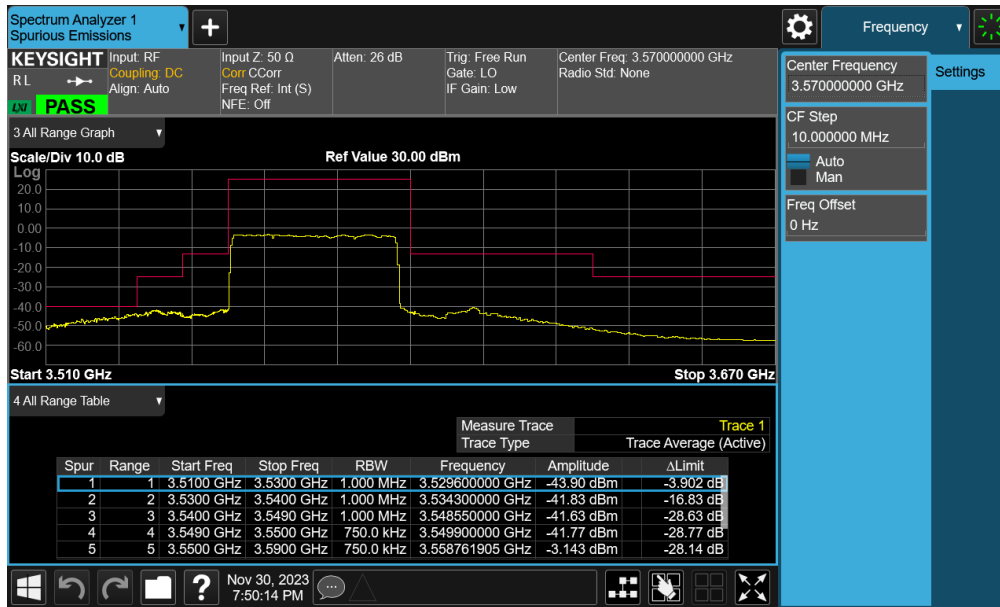 Spectrum Analyzer 1
Spurious Emissions
+
Frequency
KEYSIGHT
R L
LXI
PASS
Input: RF
Coupling: DC
Align: Auto
Input Z: 50 Ω
Corr CCorr
Freq Ref: Int (S)
NFE: Off
Atten: 26 dB
Trig: Free Run
Gate: LO
IF Gain: Low
Center Freq: 3.570000000 GHz
Radio Std: None
Center Frequency
3.570000000 GHz
Settings
CF Step
10.000000 MHz
Auto
Man
Freq Offset
0 Hz
3 All Range Graph
Scale/Div 10.0 dB
Ref Value 30.00 dBm
Log
20.0
10.0
0.00
-10.0
-20.0
-30.0
-40.0
-50.0
-60.0
Start 3.510 GHz
Stop 3.670 GHz
4 All Range Table
Measure Trace Trace 1
Trace Type Trace Average (Active)
Spur Range Start Freq Stop Freq RBW Frequency Amplitude ΔLimit
1 1 3.5100 GHz 3.5300 GHz 1.000 MHz 3.529600000 GHz -43.90 dBm -3.902 dB
2 2 3.5300 GHz 3.5400 GHz 1.000 MHz 3.534300000 GHz -41.83 dBm -16.83 dB
3 3 3.5400 GHz 3.5490 GHz 1.000 MHz 3.548550000 GHz -41.63 dBm -28.63 dB
4 4 3.5490 GHz 3.5500 GHz 750.0 kHz 3.549900000 GHz -41.77 dBm -28.77 dB
5 5 3.5500 GHz 3.5900 GHz 750.0 kHz 3.558761905 GHz -3.143 dBm -28.14 dB
?
Nov 30, 2023
7:50:14 PM